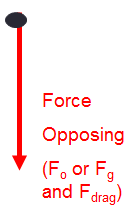 Force
Opposing
(Fo or Fg
and Fdrag)